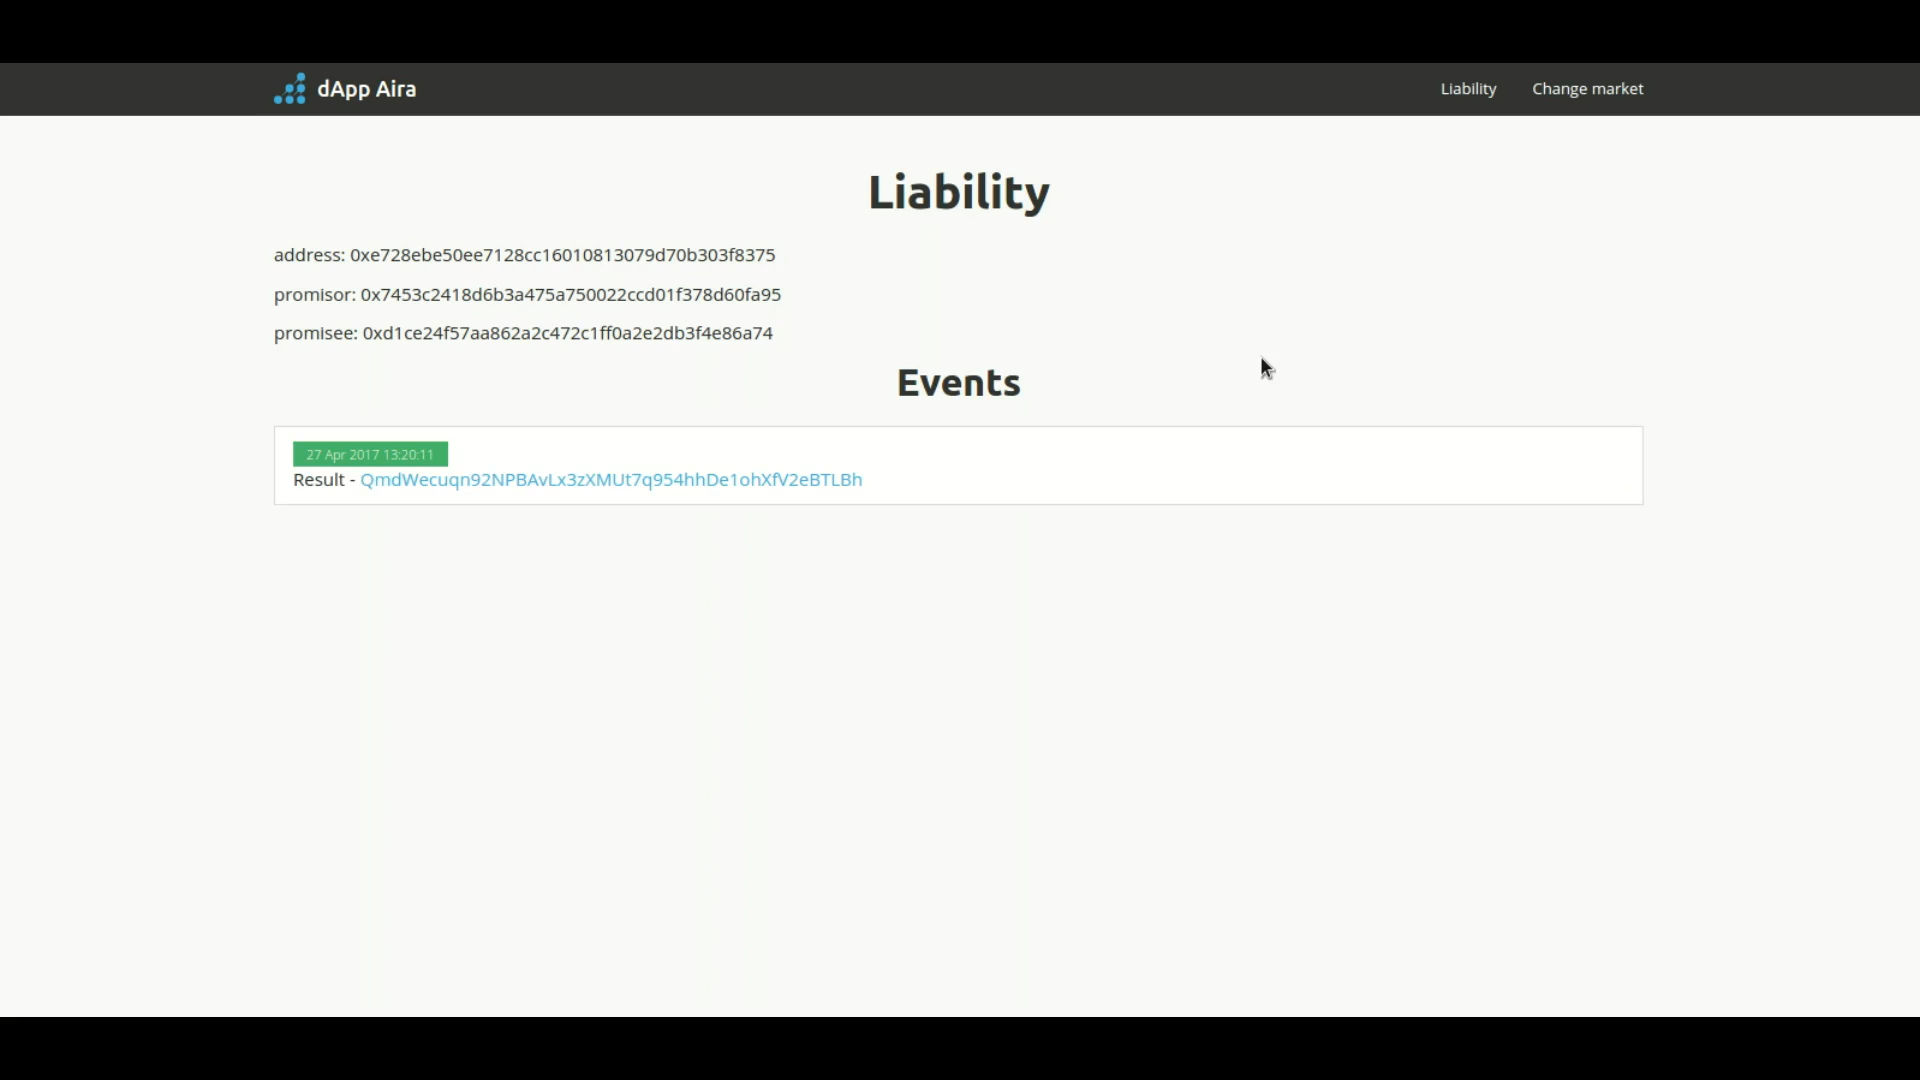 dApp Aira
Liability
Change market
Liability
address: 0xe728ebe50ee7128cc16010813079d70b303f8375
promisor: 0x7453c2418d6b3a475a750022ccd01f378d60fa95
promisee: 0xd1ce24f57aa862a2c472c1ff0a2e2db3f4e86a74
Events
27 Apr 2017 13:20:11
Result - QmdWecuqn92NPBAvLx3zXMUt7q954hhDe1ohXfV2eBTLBh